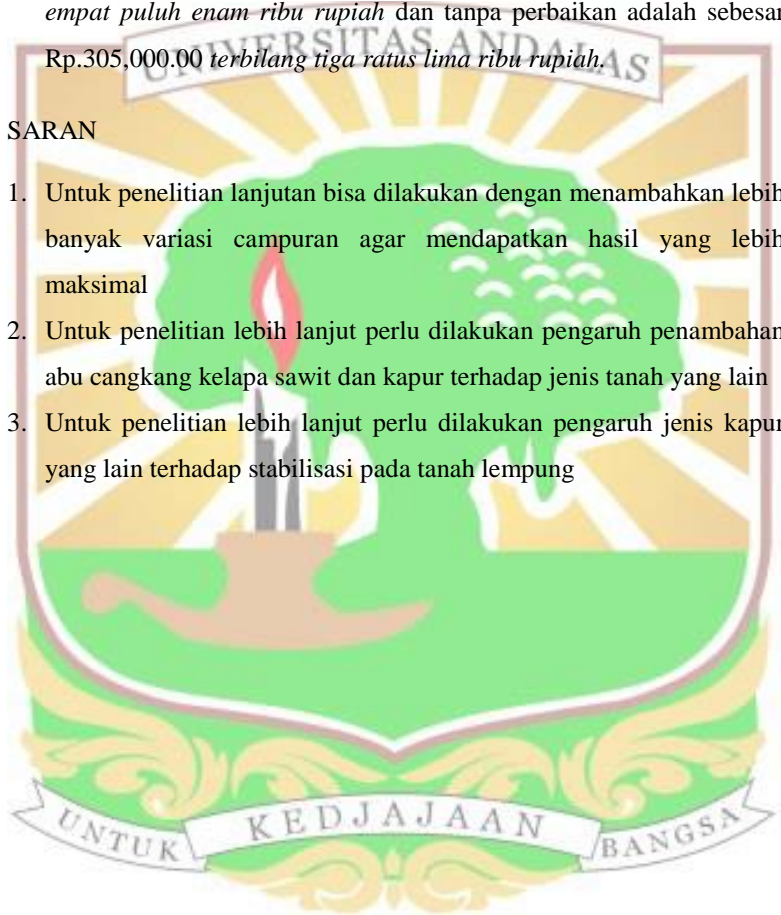 empat puluh enam ribu rupiah dan tanpa perbaikan adalah sebesar
Rp.305,000.00 terbilang tiga ratus lima ribu rupiah.
UNIVERSITAS ANDALAS
SARAN
1. Untuk penelitian lanjutan bisa dilakukan dengan menambahkan lebih
banyak variasi campuran agar mendapatkan hasil yang lebih
maksimal
2. Untuk penelitian lebih lanjut perlu dilakukan pengaruh penambahan
abu cangkang kelapa sawit dan kapur terhadap jenis tanah yang lain
3. Untuk penelitian lebih lanjut perlu dilakukan pengaruh jenis kapur
yang lain terhadap stabilisasi pada tanah lempung
UNTUK KEDJAJAAN BANGSA